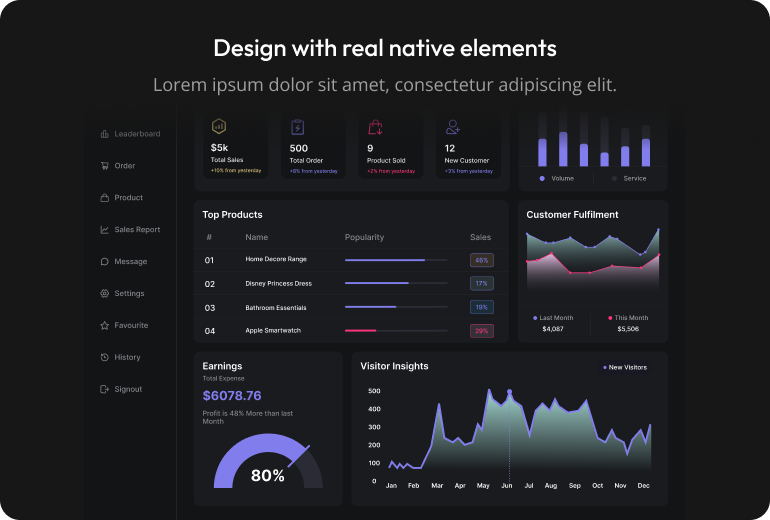 Design with real native elements
Lorem ipsum dolor sit amet, consectetur adipiscing elit.
Leaderboard
Order
Product
Sales Report
Message
Settings
Favourite
History
Signout
$5k
Total Sales
+10% from yesterday
500
Total Order
+8% from yesterday
9
Product Sold
+2% from yesterday
12
New Customer
+3% from yesterday
Volume
Service
Top Products
# Name Popularity Sales
01 Home Decore Range 46%
02 Disney Princess Dress 17%
03 Bathroom Essentials 19%
04 Apple Smartwatch 29%
Customer Fulfilment
Last Month
$4,087
This Month
$5,506
Earnings
Total Expense
$6078.76
Profit is 48% More than last
Month
80%
Visitor Insights
New Visitors
500
400
300
200
100
0
Jan Feb Mar Apr May Jun Jul Aug Sep Oct Nov Dec